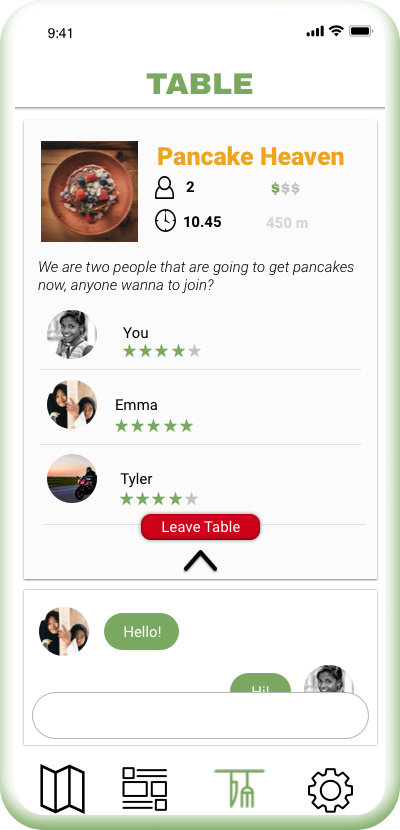 9:41
TABLE
Pancake Heaven
2 $$$
10.45 450 m
We are two people that are going to get pancakes
now, anyone wanna to join?
You
Emma
Tyler
Leave Table
Hello!
Hi!